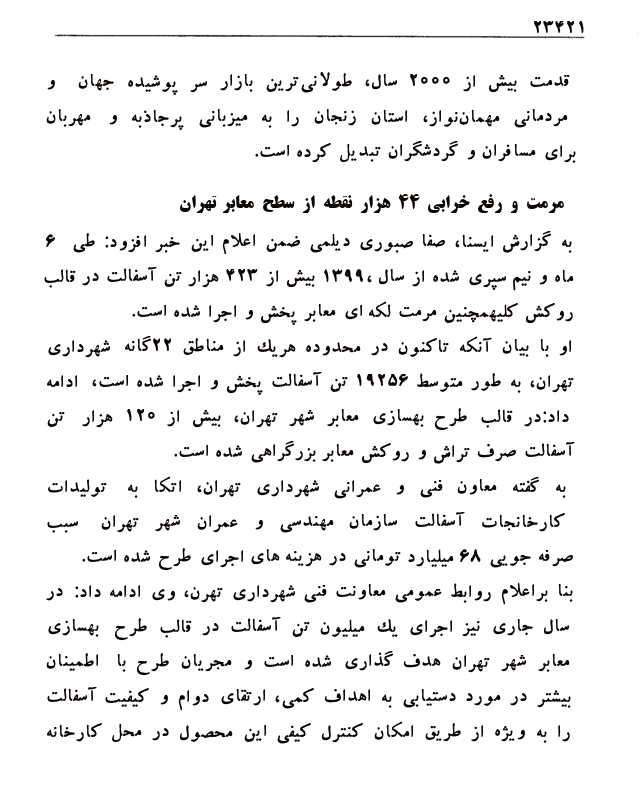 ۲۳۴۲۱
قدمت بیش از ۲۰۰۰ سال، طولانی‌ترین بازار سر پوشیده جهان و
مردمانی مهمان‌نواز، استان زنجان را به میزبانی پرجاذبه و مهربان
برای مسافران و گردشگران تبدیل کرده است.
مرمت و رفع خرابی ۴۴ هزار نقطه از سطح معابر تهران
به گزارش ایسنا، صفا صبوری دیلمی ضمن اعلام این خبر افزود: طی ۶
ماه و نیم سپری شده از سال ،۱۳۹۹ بیش از ۴۲۳ هزار تن آسفالت در قالب
روکش کلیهمچنین مرمت لکه ای معابر پخش و اجرا شده است.
او با بیان آنکه تاکنون در محدوده هریك از مناطق ۲۲گانه شهرداری
تهران، به طور متوسط ۱۹۲۵۶ تن آسفالت پخش و اجرا شده است، ادامه
داد:در قالب طرح بهسازی معابر شهر تهران، بیش از ۱۲۰ هزار تن
آسفالت صرف تراش و روکش معابر بزرگراهی شده است.
به گفته معاون فنی و عمرانی شهرداری تهران، اتکا به تولیدات
کارخانجات آسفالت سازمان مهندسی و عمران شهر تهران سبب
صرفه جویی ۶۸ میلیارد تومانی در هزینه های اجرای طرح شده است.
بنا براعلام روابط عمومی معاونت فنی شهرداری تهرن، وی ادامه داد: در
سال جاری نیز اجرای یك میلیون تن آسفالت در قالب طرح بهسازی
معابر شهر تهران هدف گذاری شده است و مجریان طرح با اطمینان
بیشتر در مورد دستیابی به اهداف کمی، ارتقای دوام و کیفیت آسفالت
را به ویژه از طریق امکان کنترل کیفی این محصول در محل کارخانه